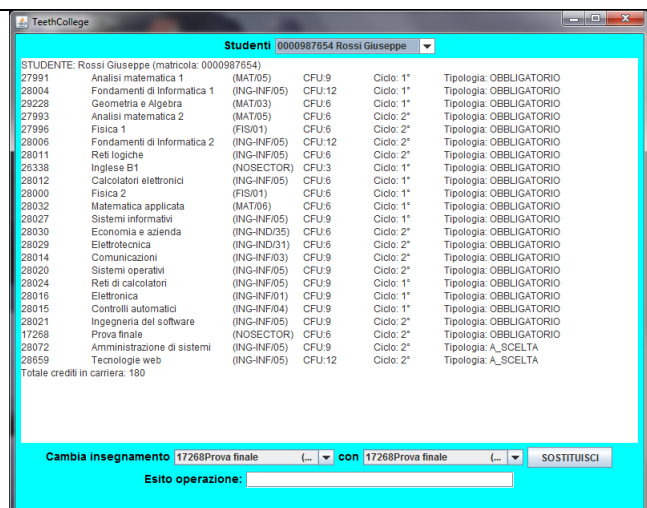 TeethCollege
Studenti 0000987654 Rossi Giuseppe
STUDENTE: Rossi Giuseppe (matricola: 0000987654)
27991 Analisi matematica 1 (MAT/05) CFU:9 Ciclo: 1° Tipologia: OBBLIGATORIO
28004 Fondamenti di Informatica 1 (ING-INF/05) CFU:12 Ciclo: 1° Tipologia: OBBLIGATORIO
29228 Geometria e Algebra (MAT/03) CFU:6 Ciclo: 1° Tipologia: OBBLIGATORIO
27993 Analisi matematica 2 (MAT/05) CFU:6 Ciclo: 2° Tipologia: OBBLIGATORIO
27996 Fisica 1 (FIS/01) CFU:6 Ciclo: 2° Tipologia: OBBLIGATORIO
28006 Fondamenti di Informatica 2 (ING-INF/05) CFU:12 Ciclo: 2° Tipologia: OBBLIGATORIO
28011 Reti logiche (ING-INF/05) CFU:6 Ciclo: 2° Tipologia: OBBLIGATORIO
26338 Inglese B1 (NOSECTOR) CFU:3 Ciclo: 1° Tipologia: OBBLIGATORIO
28012 Calcolatori elettronici (ING-INF/05) CFU:6 Ciclo: 1° Tipologia: OBBLIGATORIO
28000 Fisica 2 (FIS/01) CFU:6 Ciclo: 1° Tipologia: OBBLIGATORIO
28032 Matematica applicata (MAT/06) CFU:6 Ciclo: 1° Tipologia: OBBLIGATORIO
28027 Sistemi informativi (ING-INF/05) CFU:9 Ciclo: 1° Tipologia: OBBLIGATORIO
28030 Economia e azienda (ING-IND/35) CFU:6 Ciclo: 2° Tipologia: OBBLIGATORIO
28029 Elettrotecnica (ING-IND/31) CFU:6 Ciclo: 2° Tipologia: OBBLIGATORIO
28014 Comunicazioni (ING-INF/03) CFU:9 Ciclo: 2° Tipologia: OBBLIGATORIO
28020 Sistemi operativi (ING-INF/05) CFU:9 Ciclo: 2° Tipologia: OBBLIGATORIO
28024 Reti di calcolatori (ING-INF/05) CFU:9 Ciclo: 1° Tipologia: OBBLIGATORIO
28016 Elettronica (ING-INF/01) CFU:9 Ciclo: 1° Tipologia: OBBLIGATORIO
28015 Controlli automatici (ING-INF/04) CFU:9 Ciclo: 1° Tipologia: OBBLIGATORIO
28021 Ingegneria del software (ING-INF/05) CFU:9 Ciclo: 2° Tipologia: OBBLIGATORIO
17268 Prova finale (NOSECTOR) CFU:6 Ciclo: 2° Tipologia: OBBLIGATORIO
28072 Amministrazione di sistemi (ING-INF/05) CFU:9 Ciclo: 2° Tipologia: A_SCELTA
28659 Tecnologie web (ING-INF/05) CFU:12 Ciclo: 2° Tipologia: A_SCELTA
Totale crediti in carriera: 180
Cambia insegnamento 17268Prova finale (... con 17268Prova finale (... SOSTITUISCI
Esito operazione: